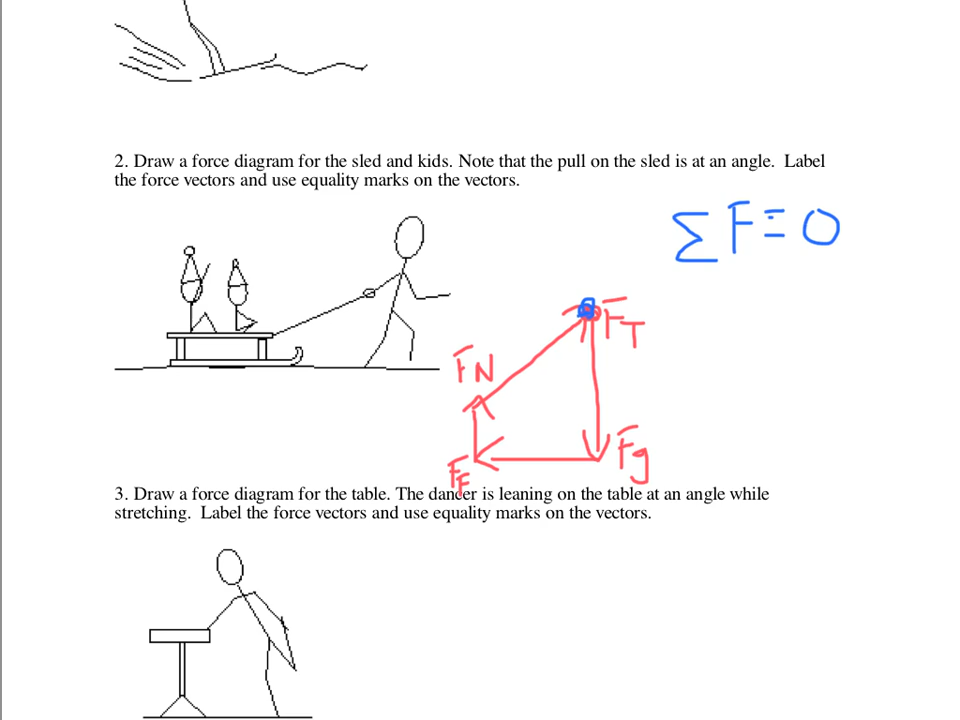 2. Draw a force diagram for the sled and kids. Note that the pull on the sled is at an angle.  Label
the force vectors and use equality marks on the vectors.
ΣF=0
FT
FN
Fg
FF
3. Draw a force diagram for the table. The dancer is leaning on the table at an angle while
stretching.  Label the force vectors and use equality marks on the vectors.